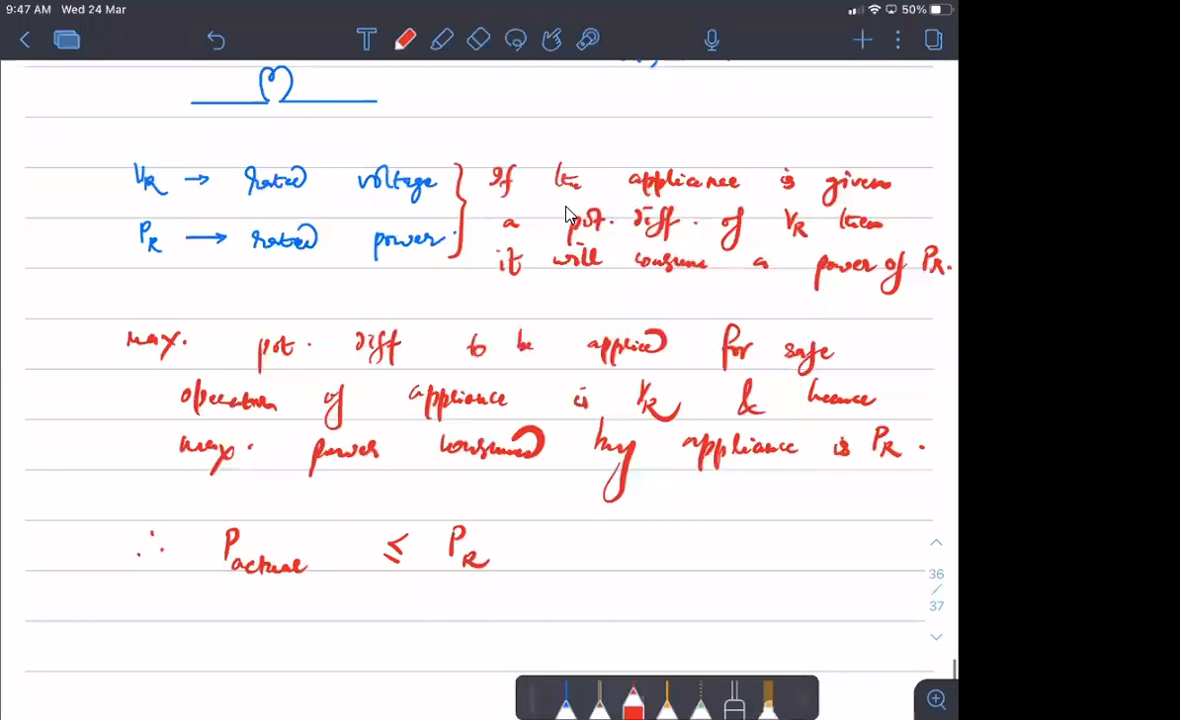 9:47 AM Wed 24 Mar
50%
VR → rated voltage
PR → rated power
If the appliance is given
a pot. diff. of VR then
it will consume a power of PR.
max. pot. diff to be applied for safe
operation of appliance is VR & heance
max. power consumed by appliance is PR.
∴ Pactual ≤ PR
36
/
37